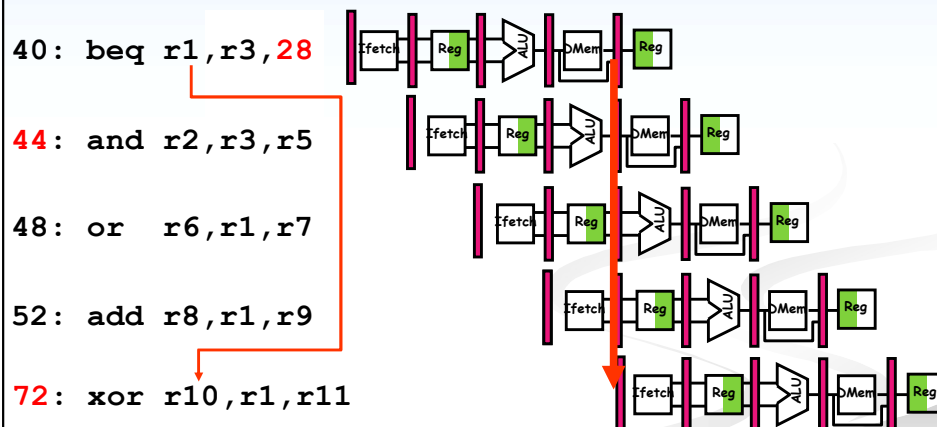 40: beq r1,r3,28 Ifetch Reg ALU DMem Reg
44: and r2,r3,r5 Ifetch Reg ALU DMem Reg
48: or r6,r1,r7 Ifetch Reg ALU DMem Reg
52: add r8,r1,r9 Ifetch Reg ALU DMem Reg
72: xor r10,r1,r11 Ifetch Reg ALU DMem Reg